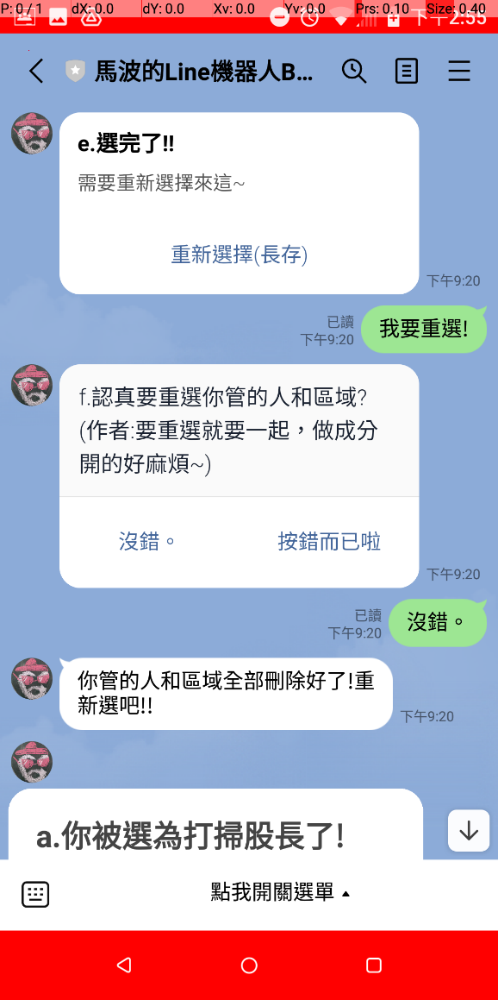 P: 0 / 1 dX: 0.0 dY: 0.0 Xv: 0.0 Yv: 0.0 Prs: 0.10 Size: 0.40
下午2:55
馬波的Line機器人B...
e.選完了!!
需要重新選擇來這~
重新選擇(長存)
下午9:20
已讀
下午9:20
我要重選!
f.認真要重選你管的人和區域?
(作者:要重選就要一起，做成分
開的好麻煩~)
沒錯。 按錯而已啦
下午9:20
已讀
下午9:20
沒錯。
你管的人和區域全部刪除好了!重
新選吧!!
下午9:20
a.你被選為打掃股長了!
點我開關選單